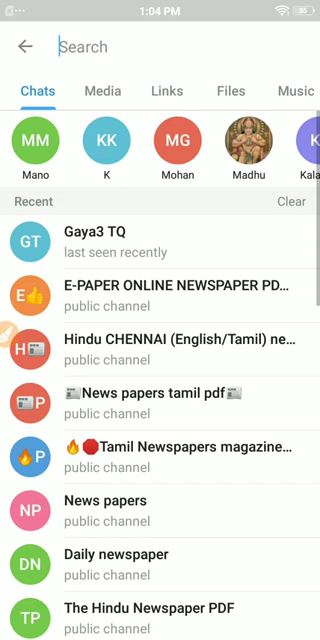 1:04 PM
55
Search
Chats Media Links Files Music
MM KK MG K
Mano K Mohan Madhu Kala
Recent Clear
GT Gaya3 TQ
last seen recently
E👍 E-PAPER ONLINE NEWSPAPER PD...
public channel
H📰 Hindu CHENNAI (English/Tamil) ne...
public channel
📰P 📰News papers tamil pdf📰
public channel
🔥P 🔥🛑Tamil Newspapers magazine...
public channel
NP News papers
public channel
DN Daily newspaper
public channel
TP The Hindu Newspaper PDF
public channel